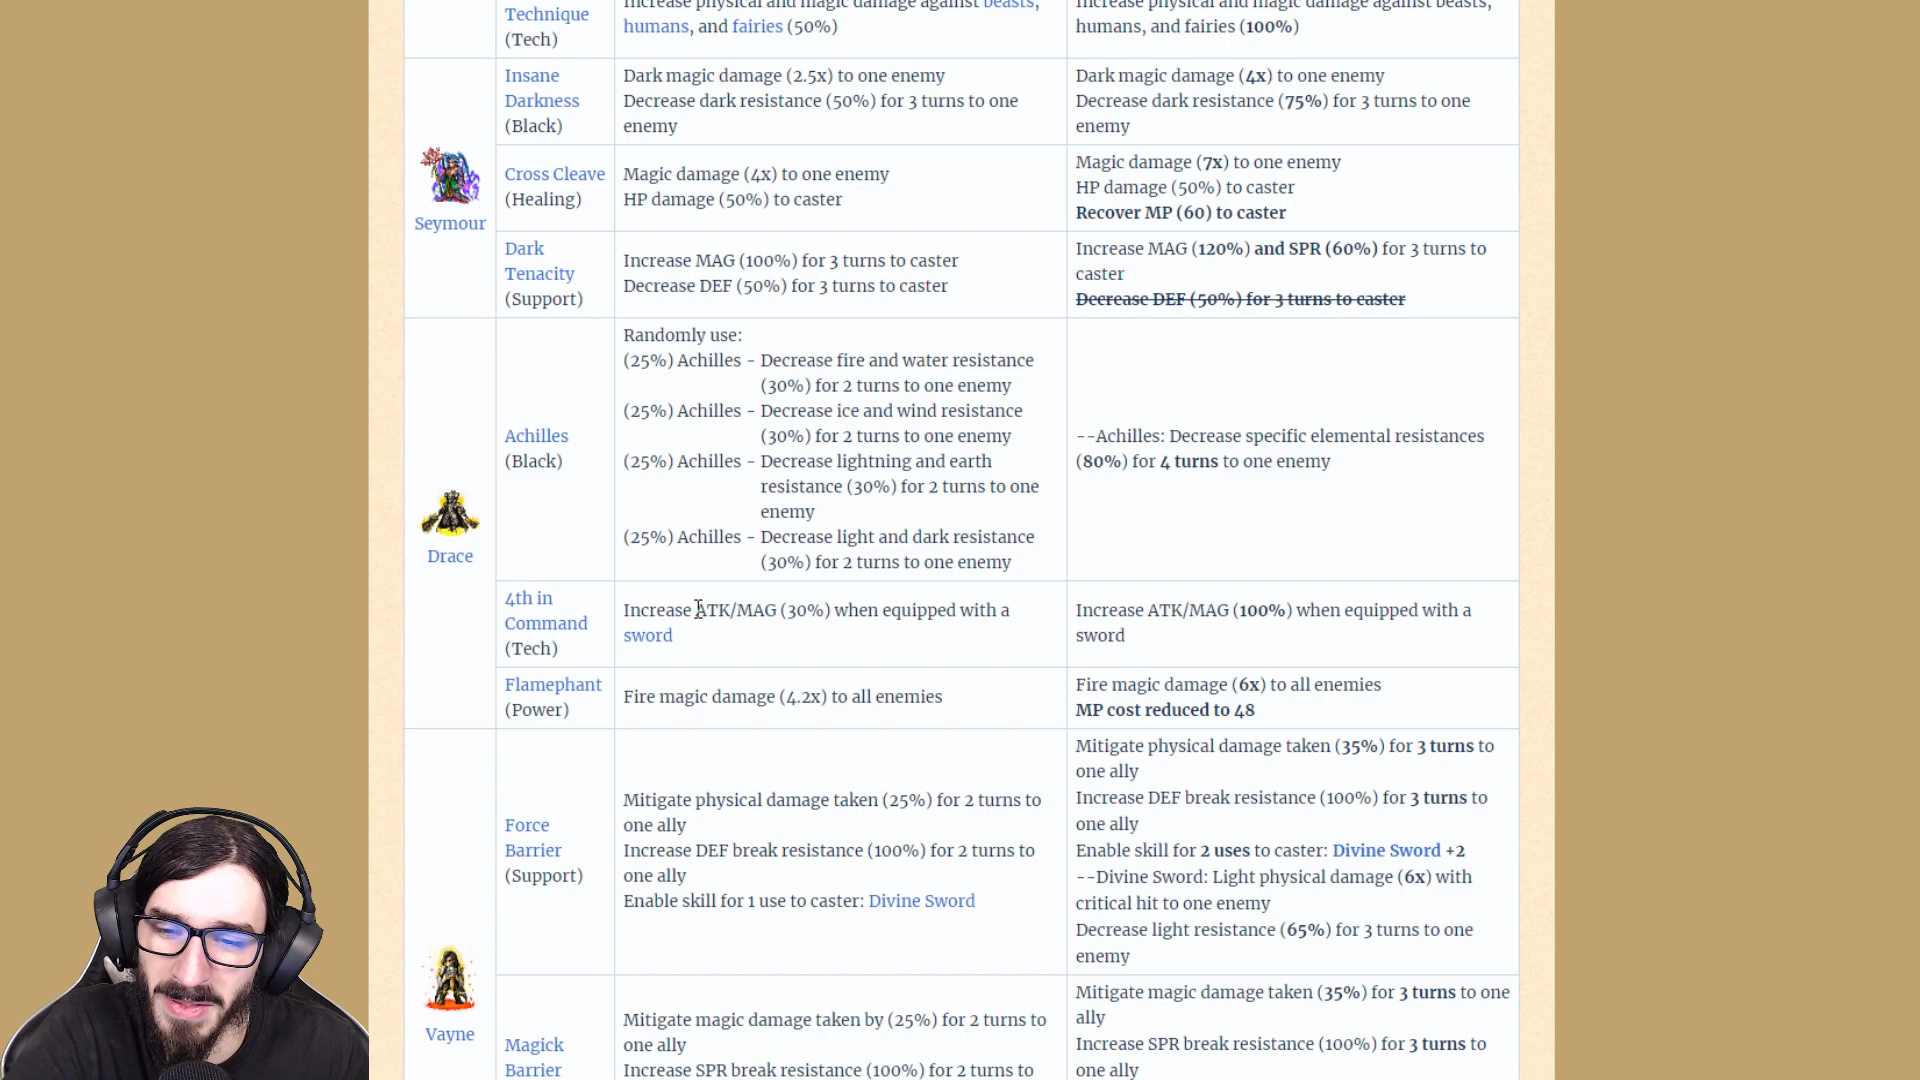 Technique
(Tech)
Increase physical and magic damage against beasts,
humans, and fairies (50%)
Increase physical and magic damage against beasts,
humans, and fairies (100%)
Seymour
Insane
Darkness
(Black)
Dark magic damage (2.5x) to one enemy
Decrease dark resistance (50%) for 3 turns to one
enemy
Dark magic damage (4x) to one enemy
Decrease dark resistance (75%) for 3 turns to one
enemy
Cross Cleave
(Healing)
Magic damage (4x) to one enemy
HP damage (50%) to caster
Magic damage (7x) to one enemy
HP damage (50%) to caster
Recover MP (60) to caster
Dark
Tenacity
(Support)
Increase MAG (100%) for 3 turns to caster
Decrease DEF (50%) for 3 turns to caster
Increase MAG (120%) and SPR (60%) for 3 turns to
caster
Decrease DEF (50%) for 3 turns to caster
Drace
Achilles
(Black)
Randomly use:
(25%) Achilles - Decrease fire and water resistance
(30%) for 2 turns to one enemy
(25%) Achilles - Decrease ice and wind resistance
(30%) for 2 turns to one enemy
(25%) Achilles - Decrease lightning and earth
resistance (30%) for 2 turns to one
enemy
(25%) Achilles - Decrease light and dark resistance
(30%) for 2 turns to one enemy
--Achilles: Decrease specific elemental resistances
(80%) for 4 turns to one enemy
4th in
Command
(Tech)
Increase ATK/MAG (30%) when equipped with a
sword
Increase ATK/MAG (100%) when equipped with a
sword
Flamephant
(Power)
Fire magic damage (4.2x) to all enemies
Fire magic damage (6x) to all enemies
MP cost reduced to 48
Vayne
Force
Barrier
(Support)
Mitigate physical damage taken (25%) for 2 turns to
one ally
Increase DEF break resistance (100%) for 2 turns to
one ally
Enable skill for 1 use to caster: Divine Sword
Mitigate physical damage taken (35%) for 3 turns to
one ally
Increase DEF break resistance (100%) for 3 turns to
one ally
Enable skill for 2 uses to caster: Divine Sword +2
--Divine Sword: Light physical damage (6x) with
critical hit to one enemy
Decrease light resistance (65%) for 3 turns to one
enemy
Magick
Barrier
Mitigate magic damage taken by (25%) for 2 turns to
one ally
Increase SPR break resistance (100%) for 2 turns to
Mitigate magic damage taken (35%) for 3 turns to one
ally
Increase SPR break resistance (100%) for 3 turns to
one ally